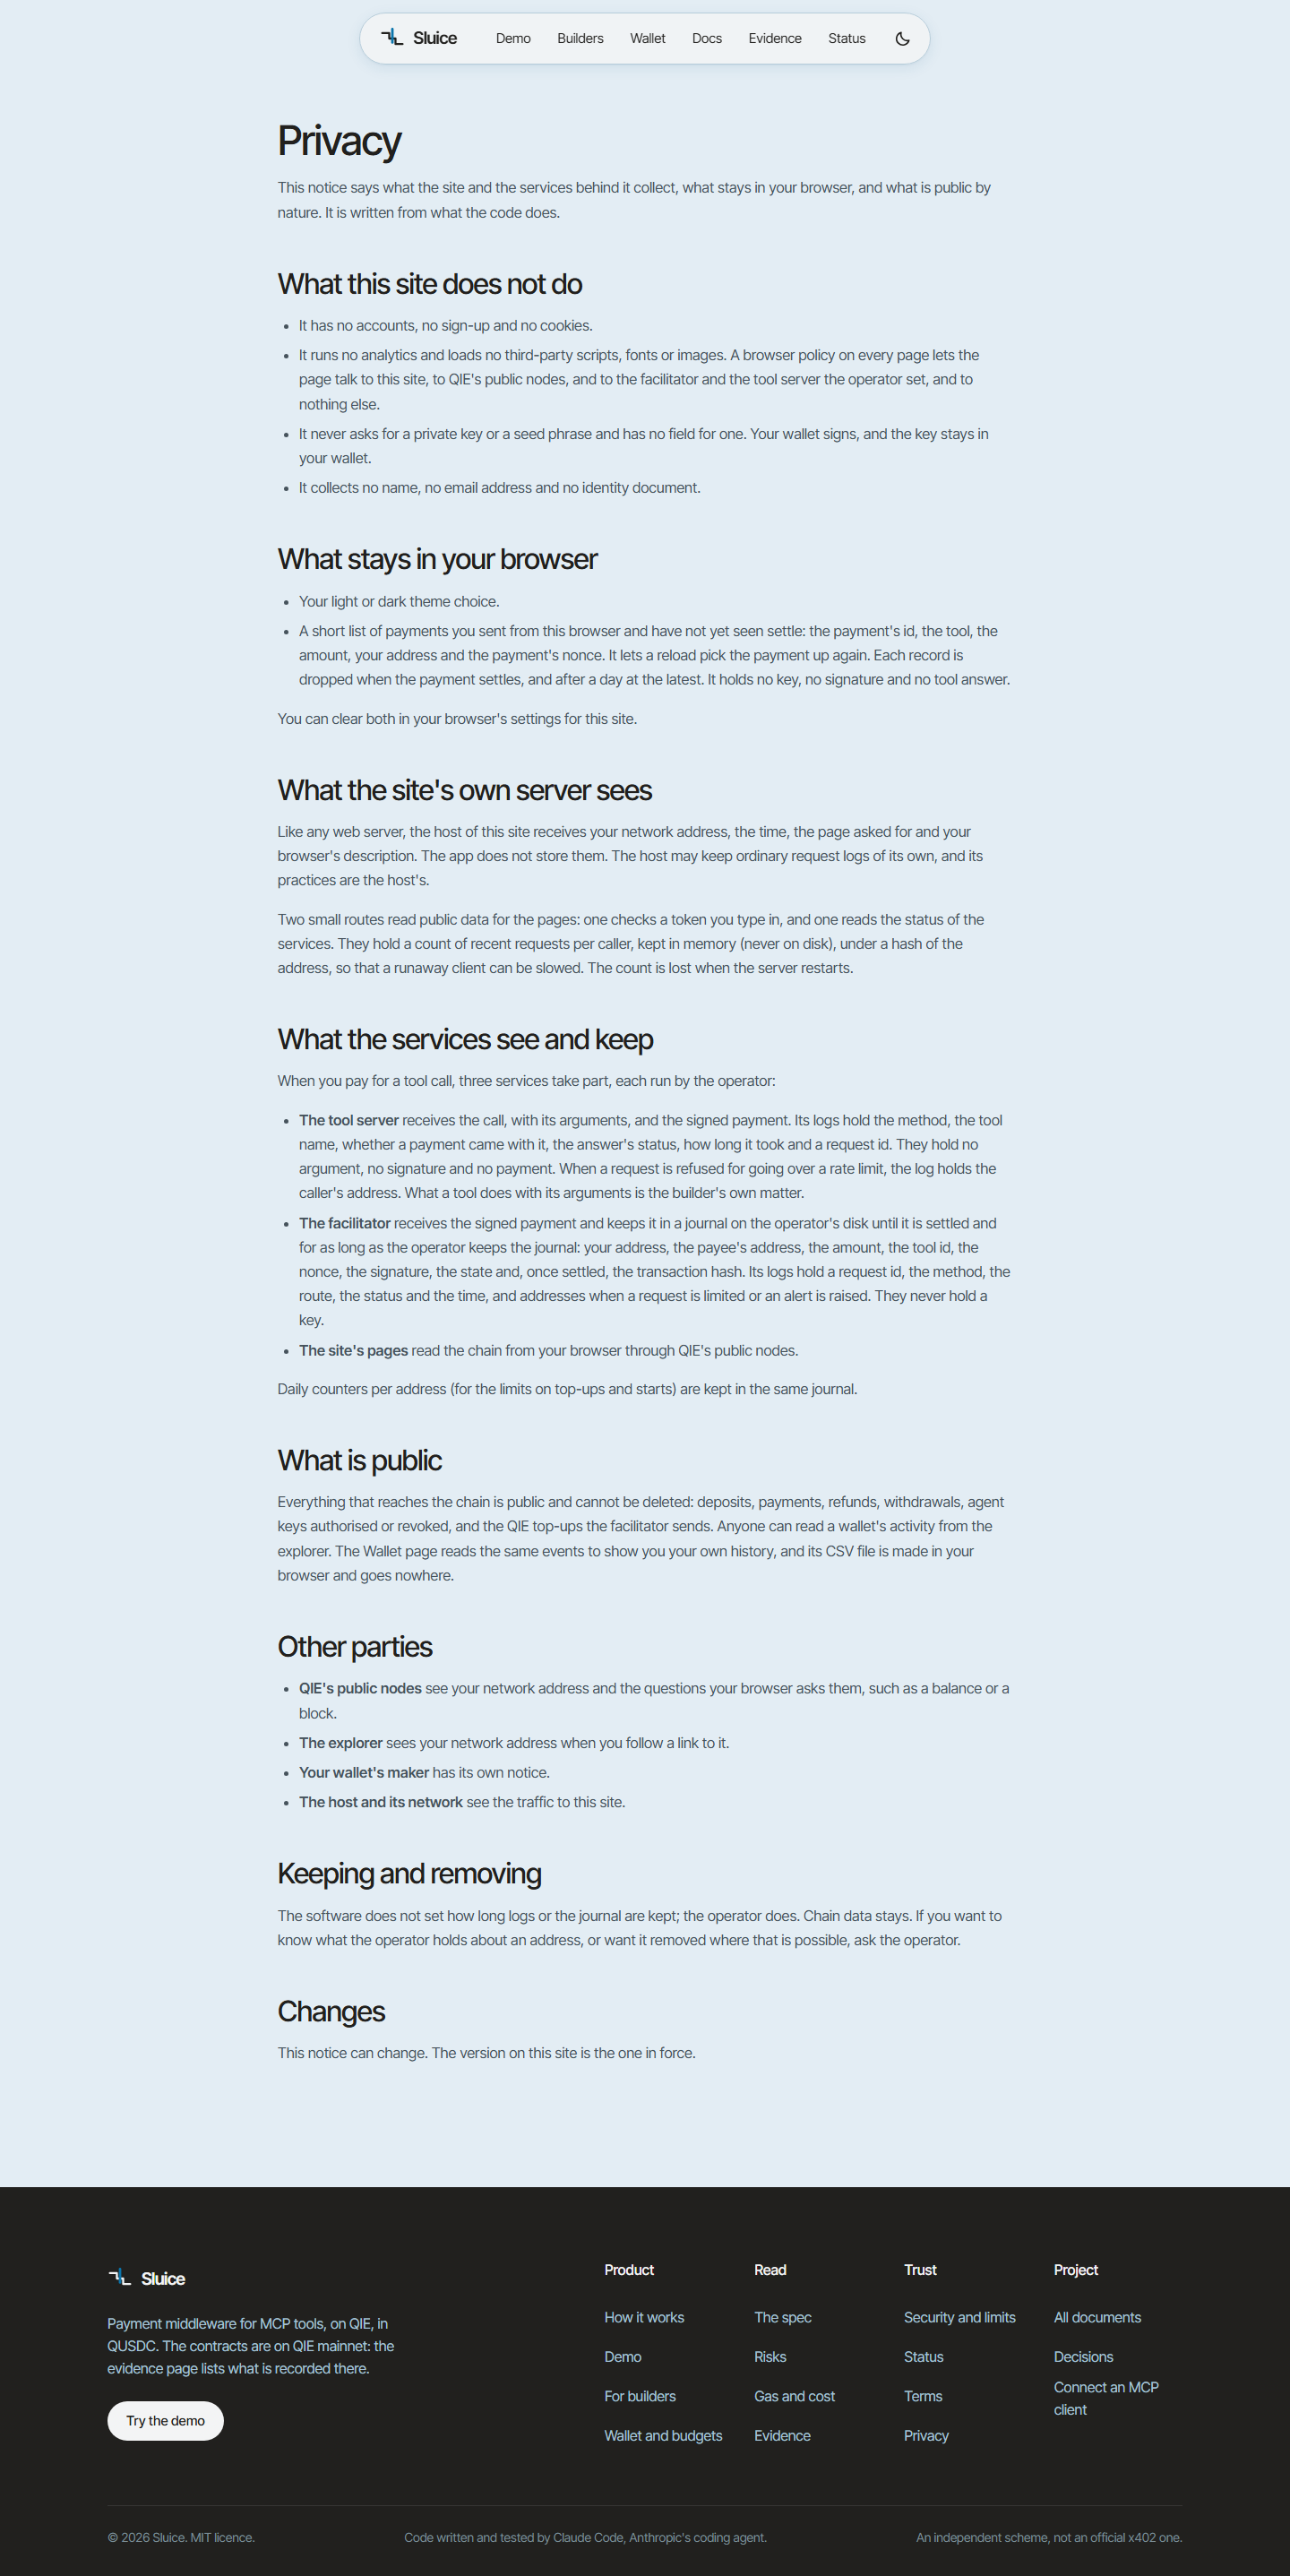 Sluice
Demo
Builders
Wallet
Docs
Evidence
Status
Privacy
This notice says what the site and the services behind it collect, what stays in your browser, and what is public by
nature. It is written from what the code does.
What this site does not do
It has no accounts, no sign-up and no cookies.
It runs no analytics and loads no third-party scripts, fonts or images. A browser policy on every page lets the
page talk to this site, to QIE's public nodes, and to the facilitator and the tool server the operator set, and to
nothing else.
It never asks for a private key or a seed phrase and has no field for one. Your wallet signs, and the key stays in
your wallet.
It collects no name, no email address and no identity document.
What stays in your browser
Your light or dark theme choice.
A short list of payments you sent from this browser and have not yet seen settle: the payment's id, the tool, the
amount, your address and the payment's nonce. It lets a reload pick the payment up again. Each record is
dropped when the payment settles, and after a day at the latest. It holds no key, no signature and no tool answer.
You can clear both in your browser's settings for this site.
What the site's own server sees
Like any web server, the host of this site receives your network address, the time, the page asked for and your
browser's description. The app does not store them. The host may keep ordinary request logs of its own, and its
practices are the host's.
Two small routes read public data for the pages: one checks a token you type in, and one reads the status of the
services. They hold a count of recent requests per caller, kept in memory (never on disk), under a hash of the
address, so that a runaway client can be slowed. The count is lost when the server restarts.
What the services see and keep
When you pay for a tool call, three services take part, each run by the operator:
The tool server receives the call, with its arguments, and the signed payment. Its logs hold the method, the tool
name, whether a payment came with it, the answer's status, how long it took and a request id. They hold no
argument, no signature and no payment. When a request is refused for going over a rate limit, the log holds the
caller's address. What a tool does with its arguments is the builder's own matter.
The facilitator receives the signed payment and keeps it in a journal on the operator's disk until it is settled and
for as long as the operator keeps the journal: your address, the payee's address, the amount, the tool id, the
nonce, the signature, the state and, once settled, the transaction hash. Its logs hold a request id, the method, the
route, the status and the time, and addresses when a request is limited or an alert is raised. They never hold a
key.
The site's pages read the chain from your browser through QIE's public nodes.
Daily counters per address (for the limits on top-ups and starts) are kept in the same journal.
What is public
Everything that reaches the chain is public and cannot be deleted: deposits, payments, refunds, withdrawals, agent
keys authorised or revoked, and the QIE top-ups the facilitator sends. Anyone can read a wallet's activity from the
explorer. The Wallet page reads the same events to show you your own history, and its CSV file is made in your
browser and goes nowhere.
Other parties
QIE's public nodes see your network address and the questions your browser asks them, such as a balance or a
block.
The explorer sees your network address when you follow a link to it.
Your wallet's maker has its own notice.
The host and its network see the traffic to this site.
Keeping and removing
The software does not set how long logs or the journal are kept; the operator does. Chain data stays. If you want to
know what the operator holds about an address, or want it removed where that is possible, ask the operator.
Changes
This notice can change. The version on this site is the one in force.
Sluice
Payment middleware for MCP tools, on QIE, in
QUSDC. The contracts are on QIE mainnet: the
evidence page lists what is recorded there.
Try the demo
Product
How it works
Demo
For builders
Wallet and budgets
Read
The spec
Risks
Gas and cost
Evidence
Trust
Security and limits
Status
Terms
Privacy
Project
All documents
Decisions
Connect an MCP
client
© 2026 Sluice. MIT licence.
Code written and tested by Claude Code, Anthropic's coding agent.
An independent scheme, not an official x402 one.